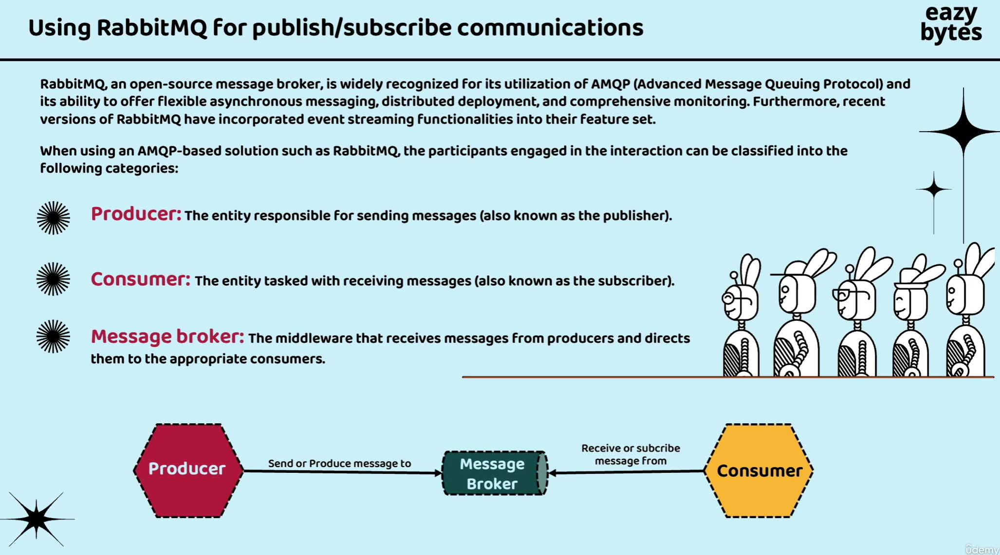 Using RabbitMQ for publish/subscribe communications
eazy
bytes
RabbitMQ, an open-source message broker, is widely recognized for its utilization of AMQP (Advanced Message Queuing Protocol) and
its ability to offer flexible asynchronous messaging, distributed deployment, and comprehensive monitoring. Furthermore, recent
versions of RabbitMQ have incorporated event streaming functionalities into their feature set.
When using an AMQP-based solution such as RabbitMQ, the participants engaged in the interaction can be classified into the
following categories:
Producer: The entity responsible for sending messages (also known as the publisher).
Consumer: The entity tasked with receiving messages (also known as the subscriber).
Message broker: The middleware that receives messages from producers and directs
them to the appropriate consumers.
Producer
Send or Produce message to
Message
Broker
Receive or subcribe
message from
Consumer
udemy